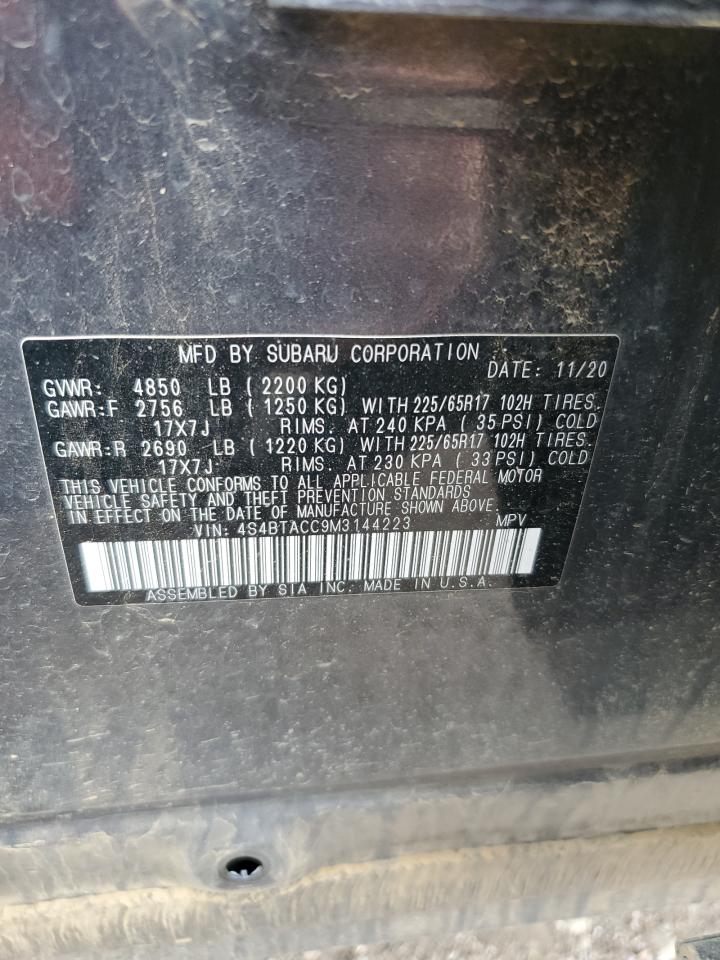 MFD BY SUBARU CORPORATION
DATE: 11/20
GVWR: 4850 LB ( 2200 KG)
GAWR:F 2756 LB ( 1250 KG) WITH 225/65R17 102H TIRES,
17X7J RIMS. AT 240 KPA ( 35 PSI) COLD
GAWR:R 2690 LB ( 1220 KG) WITH 225/65R17 102H TIRES,
17X7J RIMS. AT 230 KPA ( 33 PSI) COLD
THIS VEHICLE CONFORMS TO ALL APPLICABLE FEDERAL MOTOR
VEHICLE SAFETY AND THEFT PREVENTION STANDARDS
IN EFFECT ON THE DATE OF MANUFACTURE SHOWN ABOVE.
VIN: 4S4BTACC9M3144223 MPV
ASSEMBLED BY SIA INC. MADE IN U.S.A.